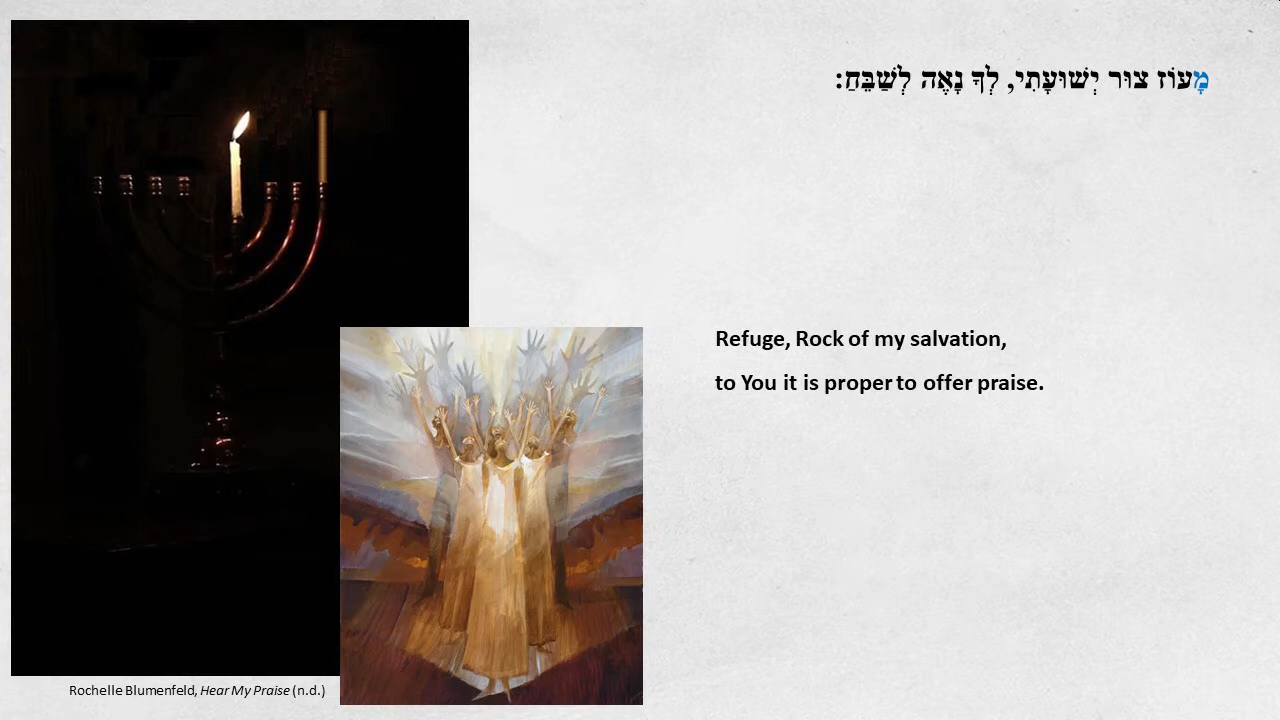 מָעוֹז צוּר יְשׁוּעָתִי, לְךָ נָאֶה לְשַׁבֵּחַ:
Refuge, Rock of my salvation,
to You it is proper to offer praise.
Rochelle Blumenfeld, Hear My Praise (n.d.)